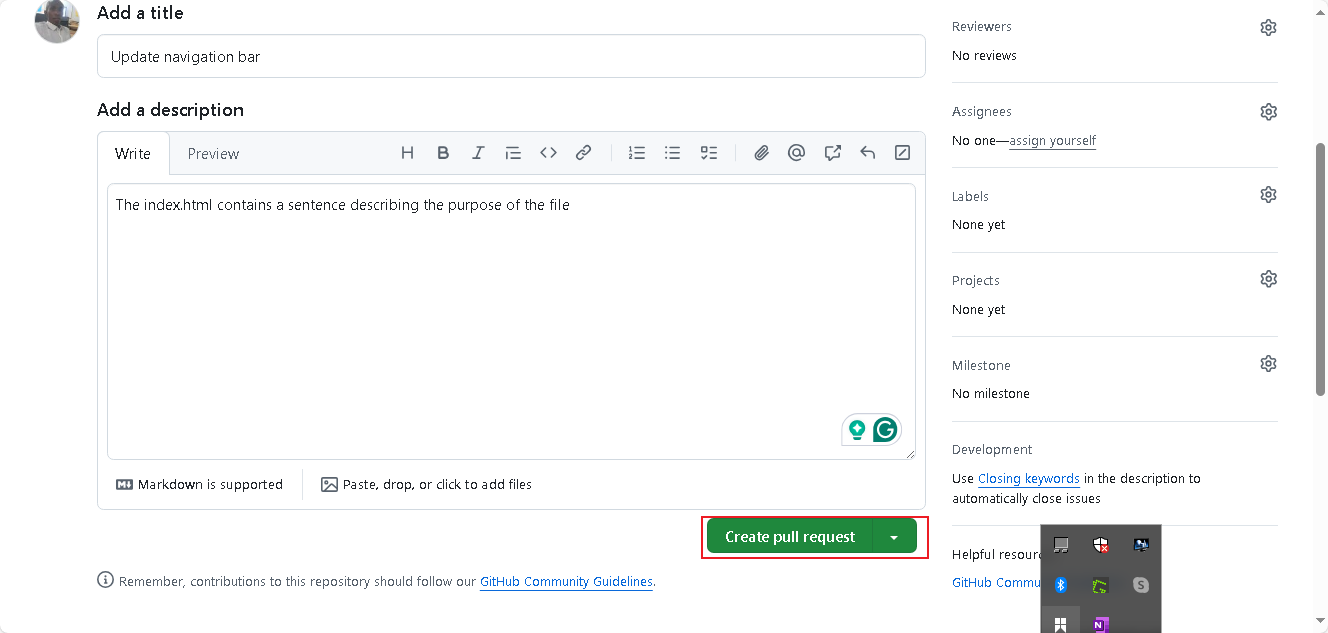 Add a title
Update navigation bar
Add a description
Write Preview
The index.html contains a sentence describing the purpose of the file
Markdown is supported
Paste, drop, or click to add files
Create pull request
Remember, contributions to this repository should follow our GitHub Community Guidelines.
Reviewers
No reviews
Assignees
No one—assign yourself
Labels
None yet
Projects
None yet
Milestone
No milestone
Development
Use Closing keywords in the description to
automatically close issues
Helpful resourc
GitHub Commu